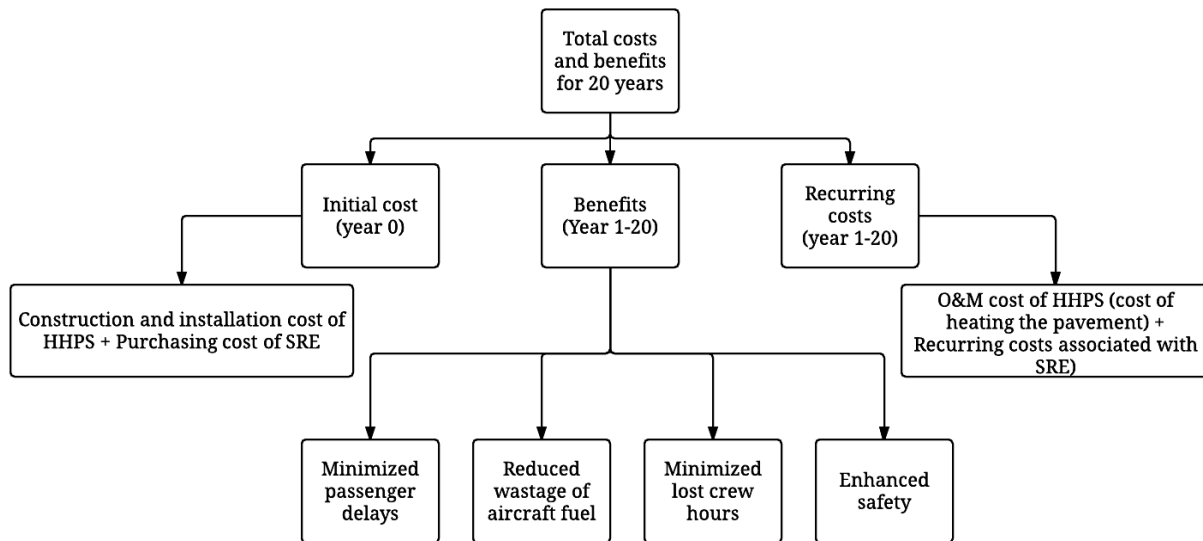 Total costs
and benefits
for 20 years
Initial cost
(year 0)
Benefits
(Year 1-20)
Recurring
costs
(year 1-20)
Construction and installation cost of
HHPS + Purchasing cost of SRE
O&M cost of HHPS (cost of
heating the pavement) +
Recurring costs associated with
SRE)
Minimized
passenger
delays
Reduced
wastage of
aircraft fuel
Minimized
lost crew
hours
Enhanced
safety